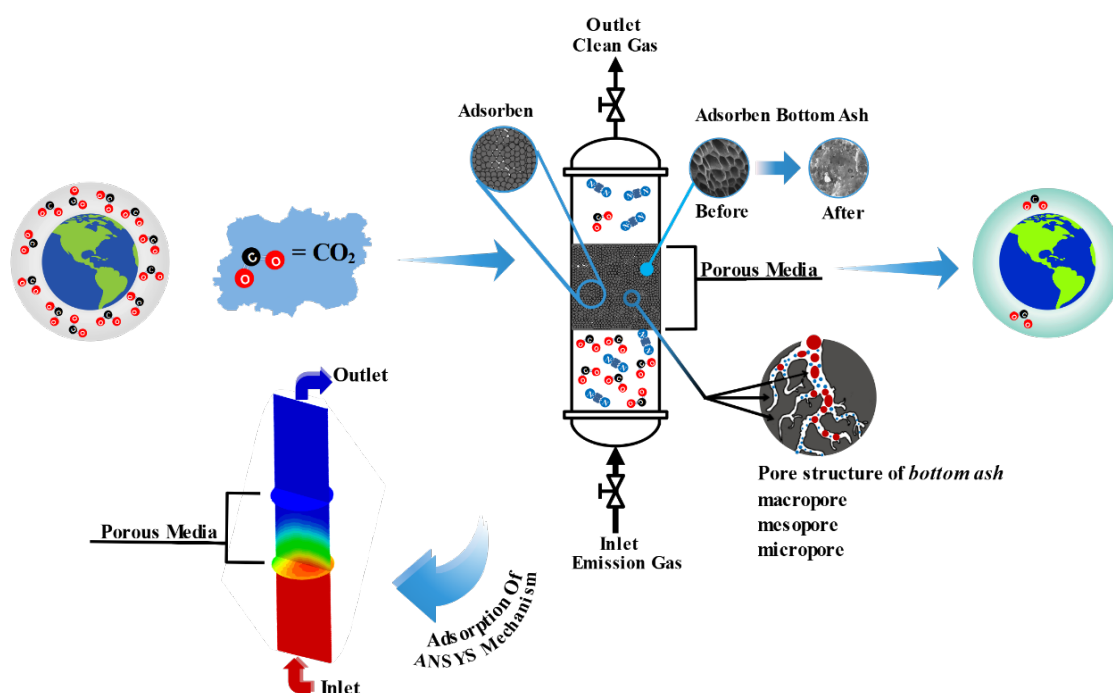 Outlet
Clean Gas
Adsorben
Adsorben Bottom Ash
Before
After
C O = CO2
O
Porous Media
Outlet
Pore structure of bottom ash
macropore
mesopore
micropore
Porous Media
Inlet
Emission Gas
Adsorption Of
ANSYS Mechanism
Inlet